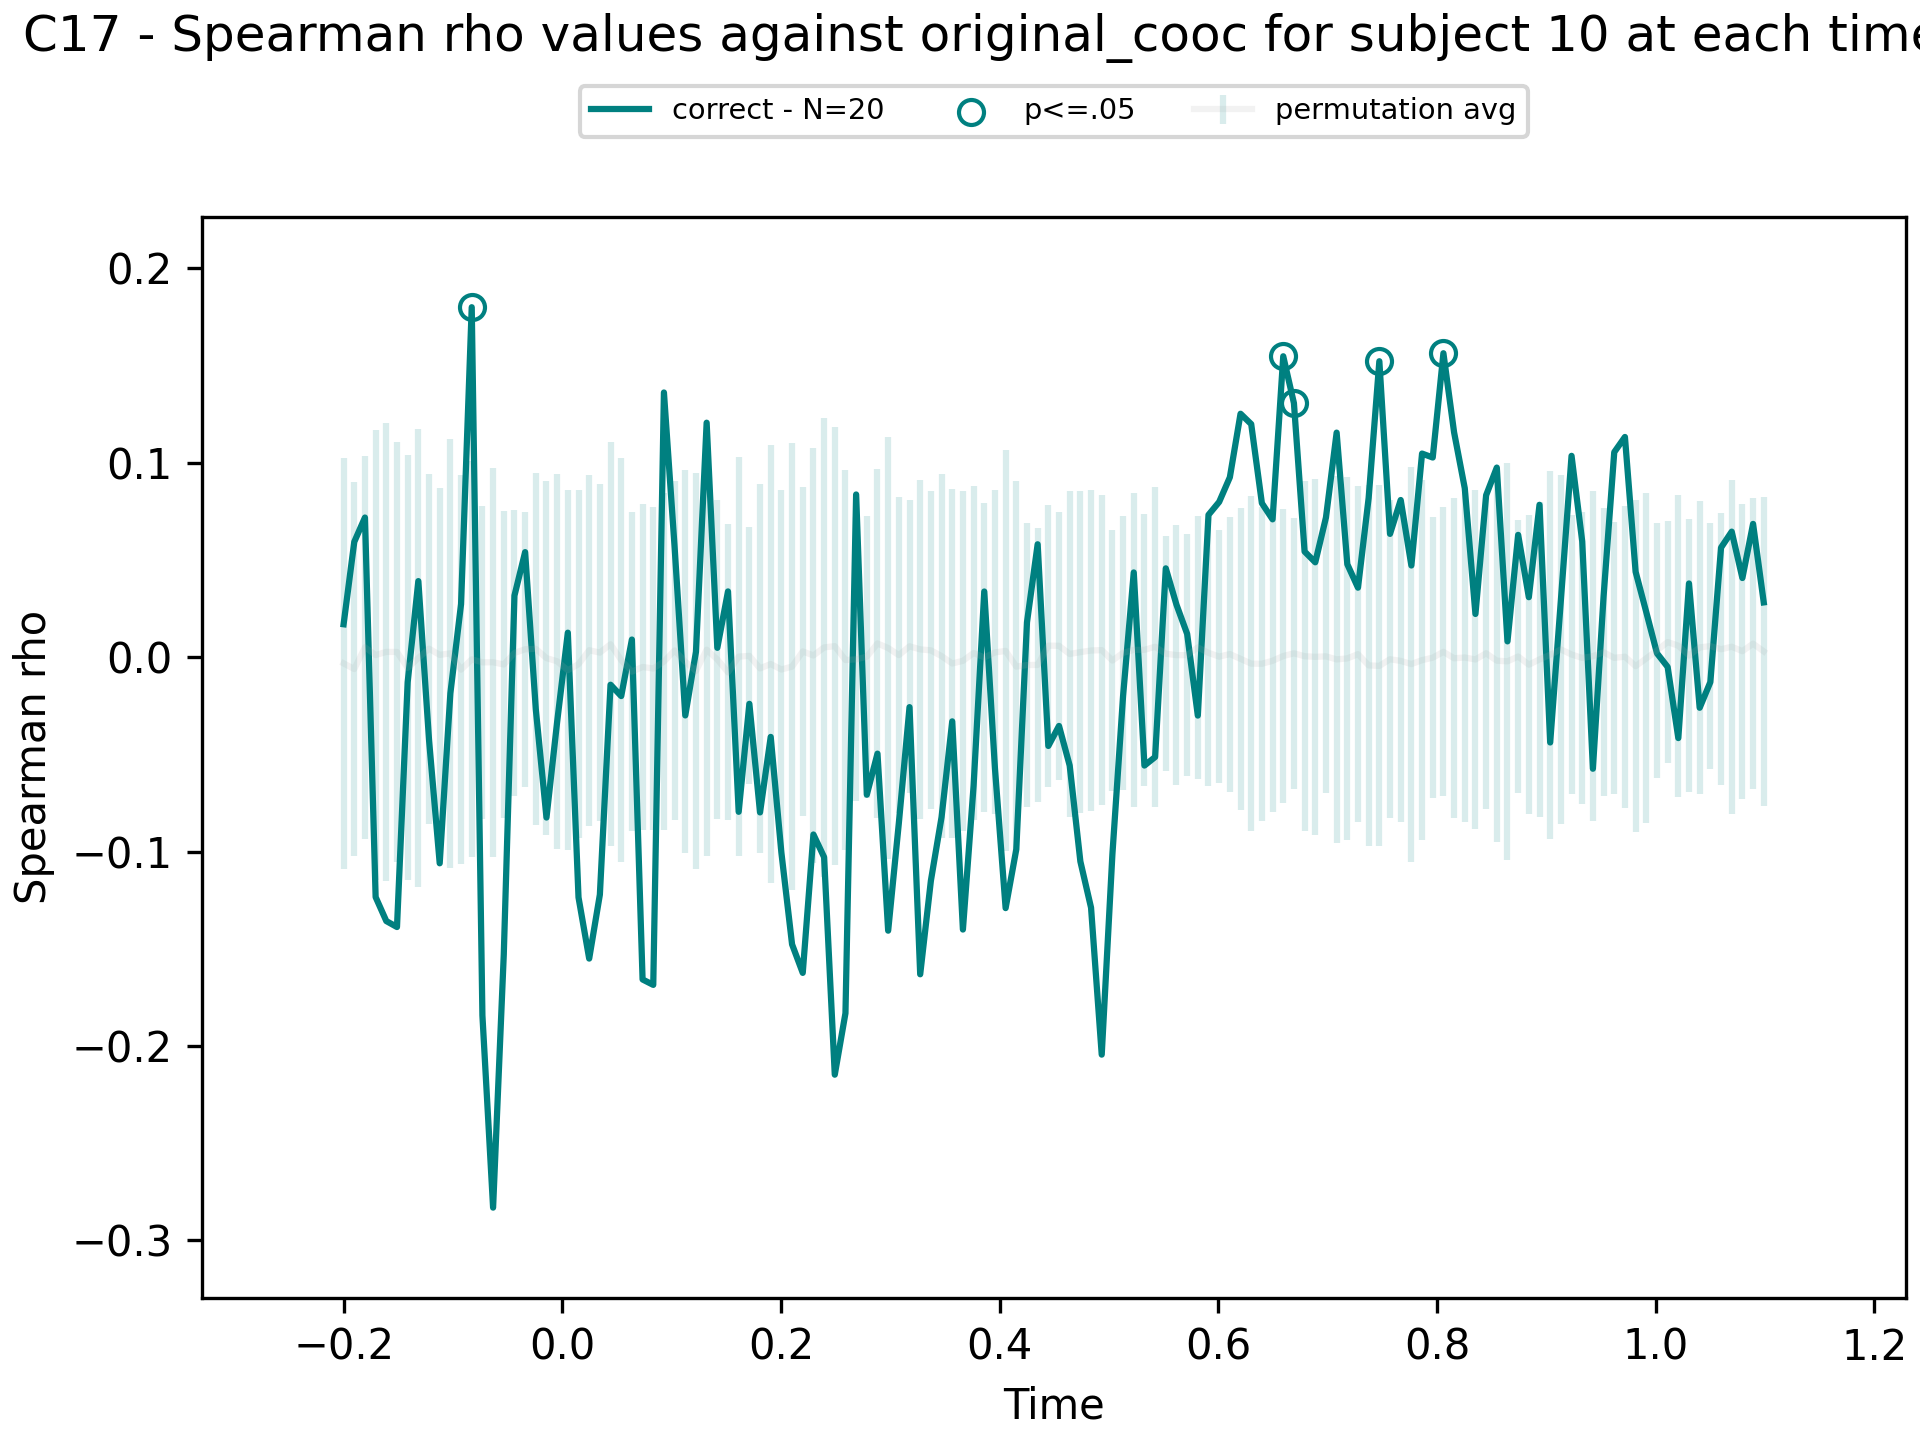 C17 - Spearman rho values against original_cooc for subject 10 at each time
correct - N=20 p<=.05 permutation avg
0.2
0.1
0.0
−0.1
−0.2
−0.3
Spearman rho
−0.2 0.0 0.2 0.4 0.6 0.8 1.0 1.2
Time